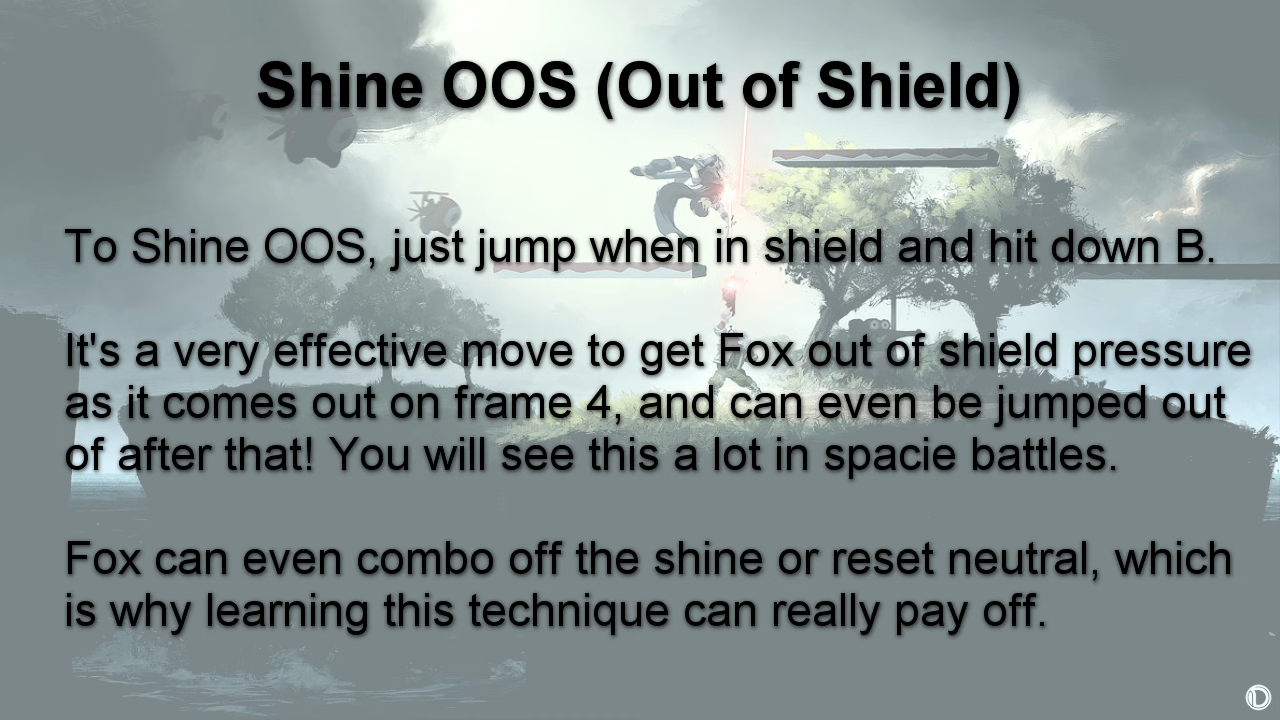 Shine OOS (Out of Shield)
To Shine OOS, just jump when in shield and hit down B.
It's a very effective move to get Fox out of shield pressure
as it comes out on frame 4, and can even be jumped out
of after that! You will see this a lot in spacie battles.
Fox can even combo off the shine or reset neutral, which
is why learning this technique can really pay off.